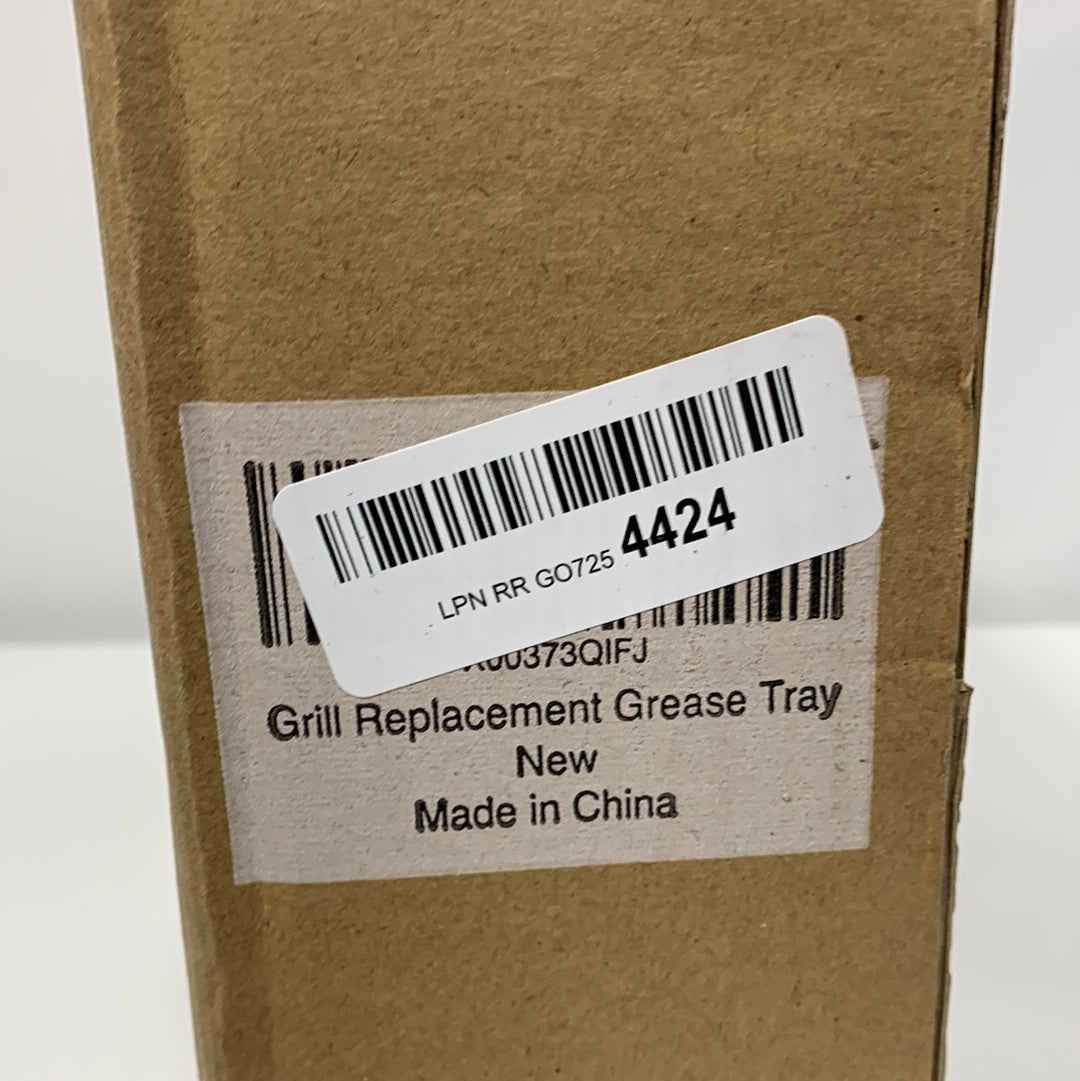 LPN RR GO725 4424
X00373QIFJ
Grill Replacement Grease Tray
New
Made in China